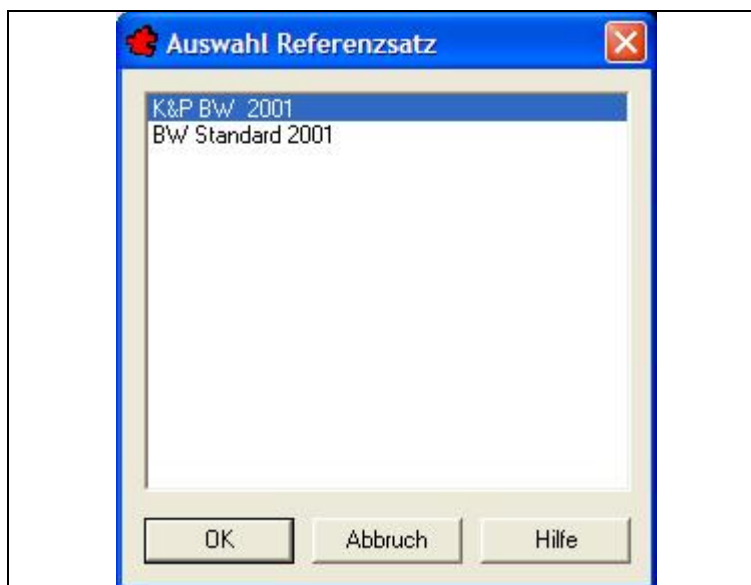 Auswahl Referenzsatz
K&P BW  2001
BW Standard 2001
OK
Abbruch
Hilfe